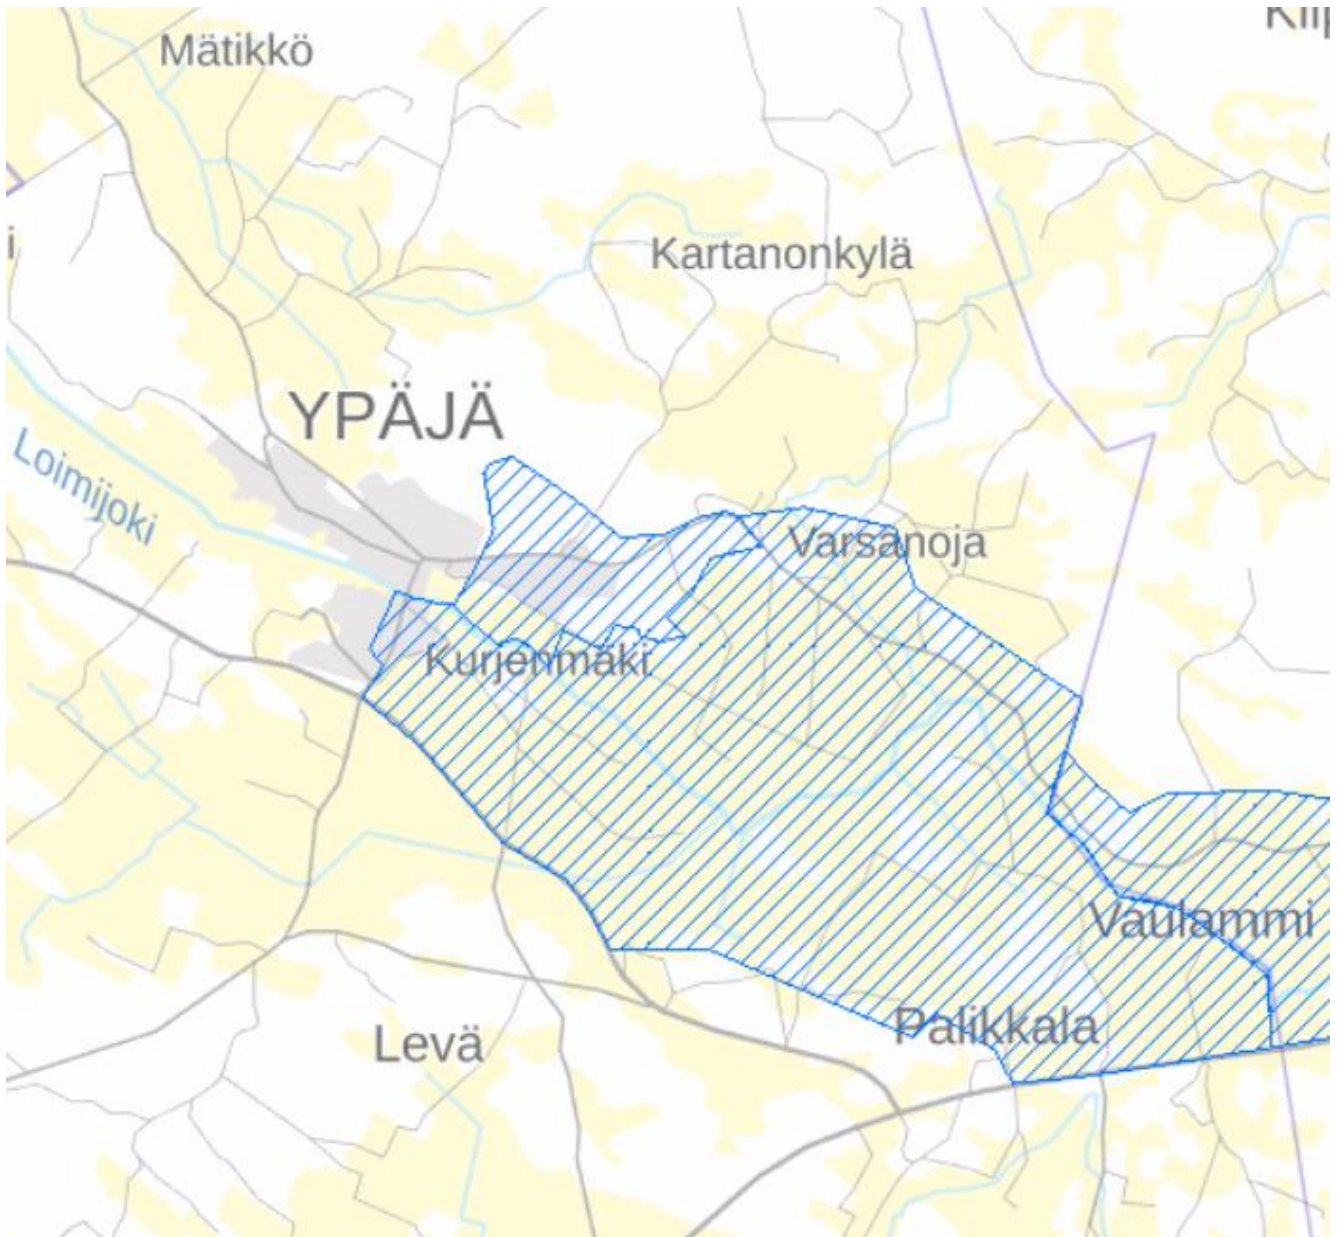 Mätikkö
Kartanonkylä
YPÄJÄ
Loimijoki
Varsanoja
Kurjenmäki
Vaulammi
Palikkala
Levä